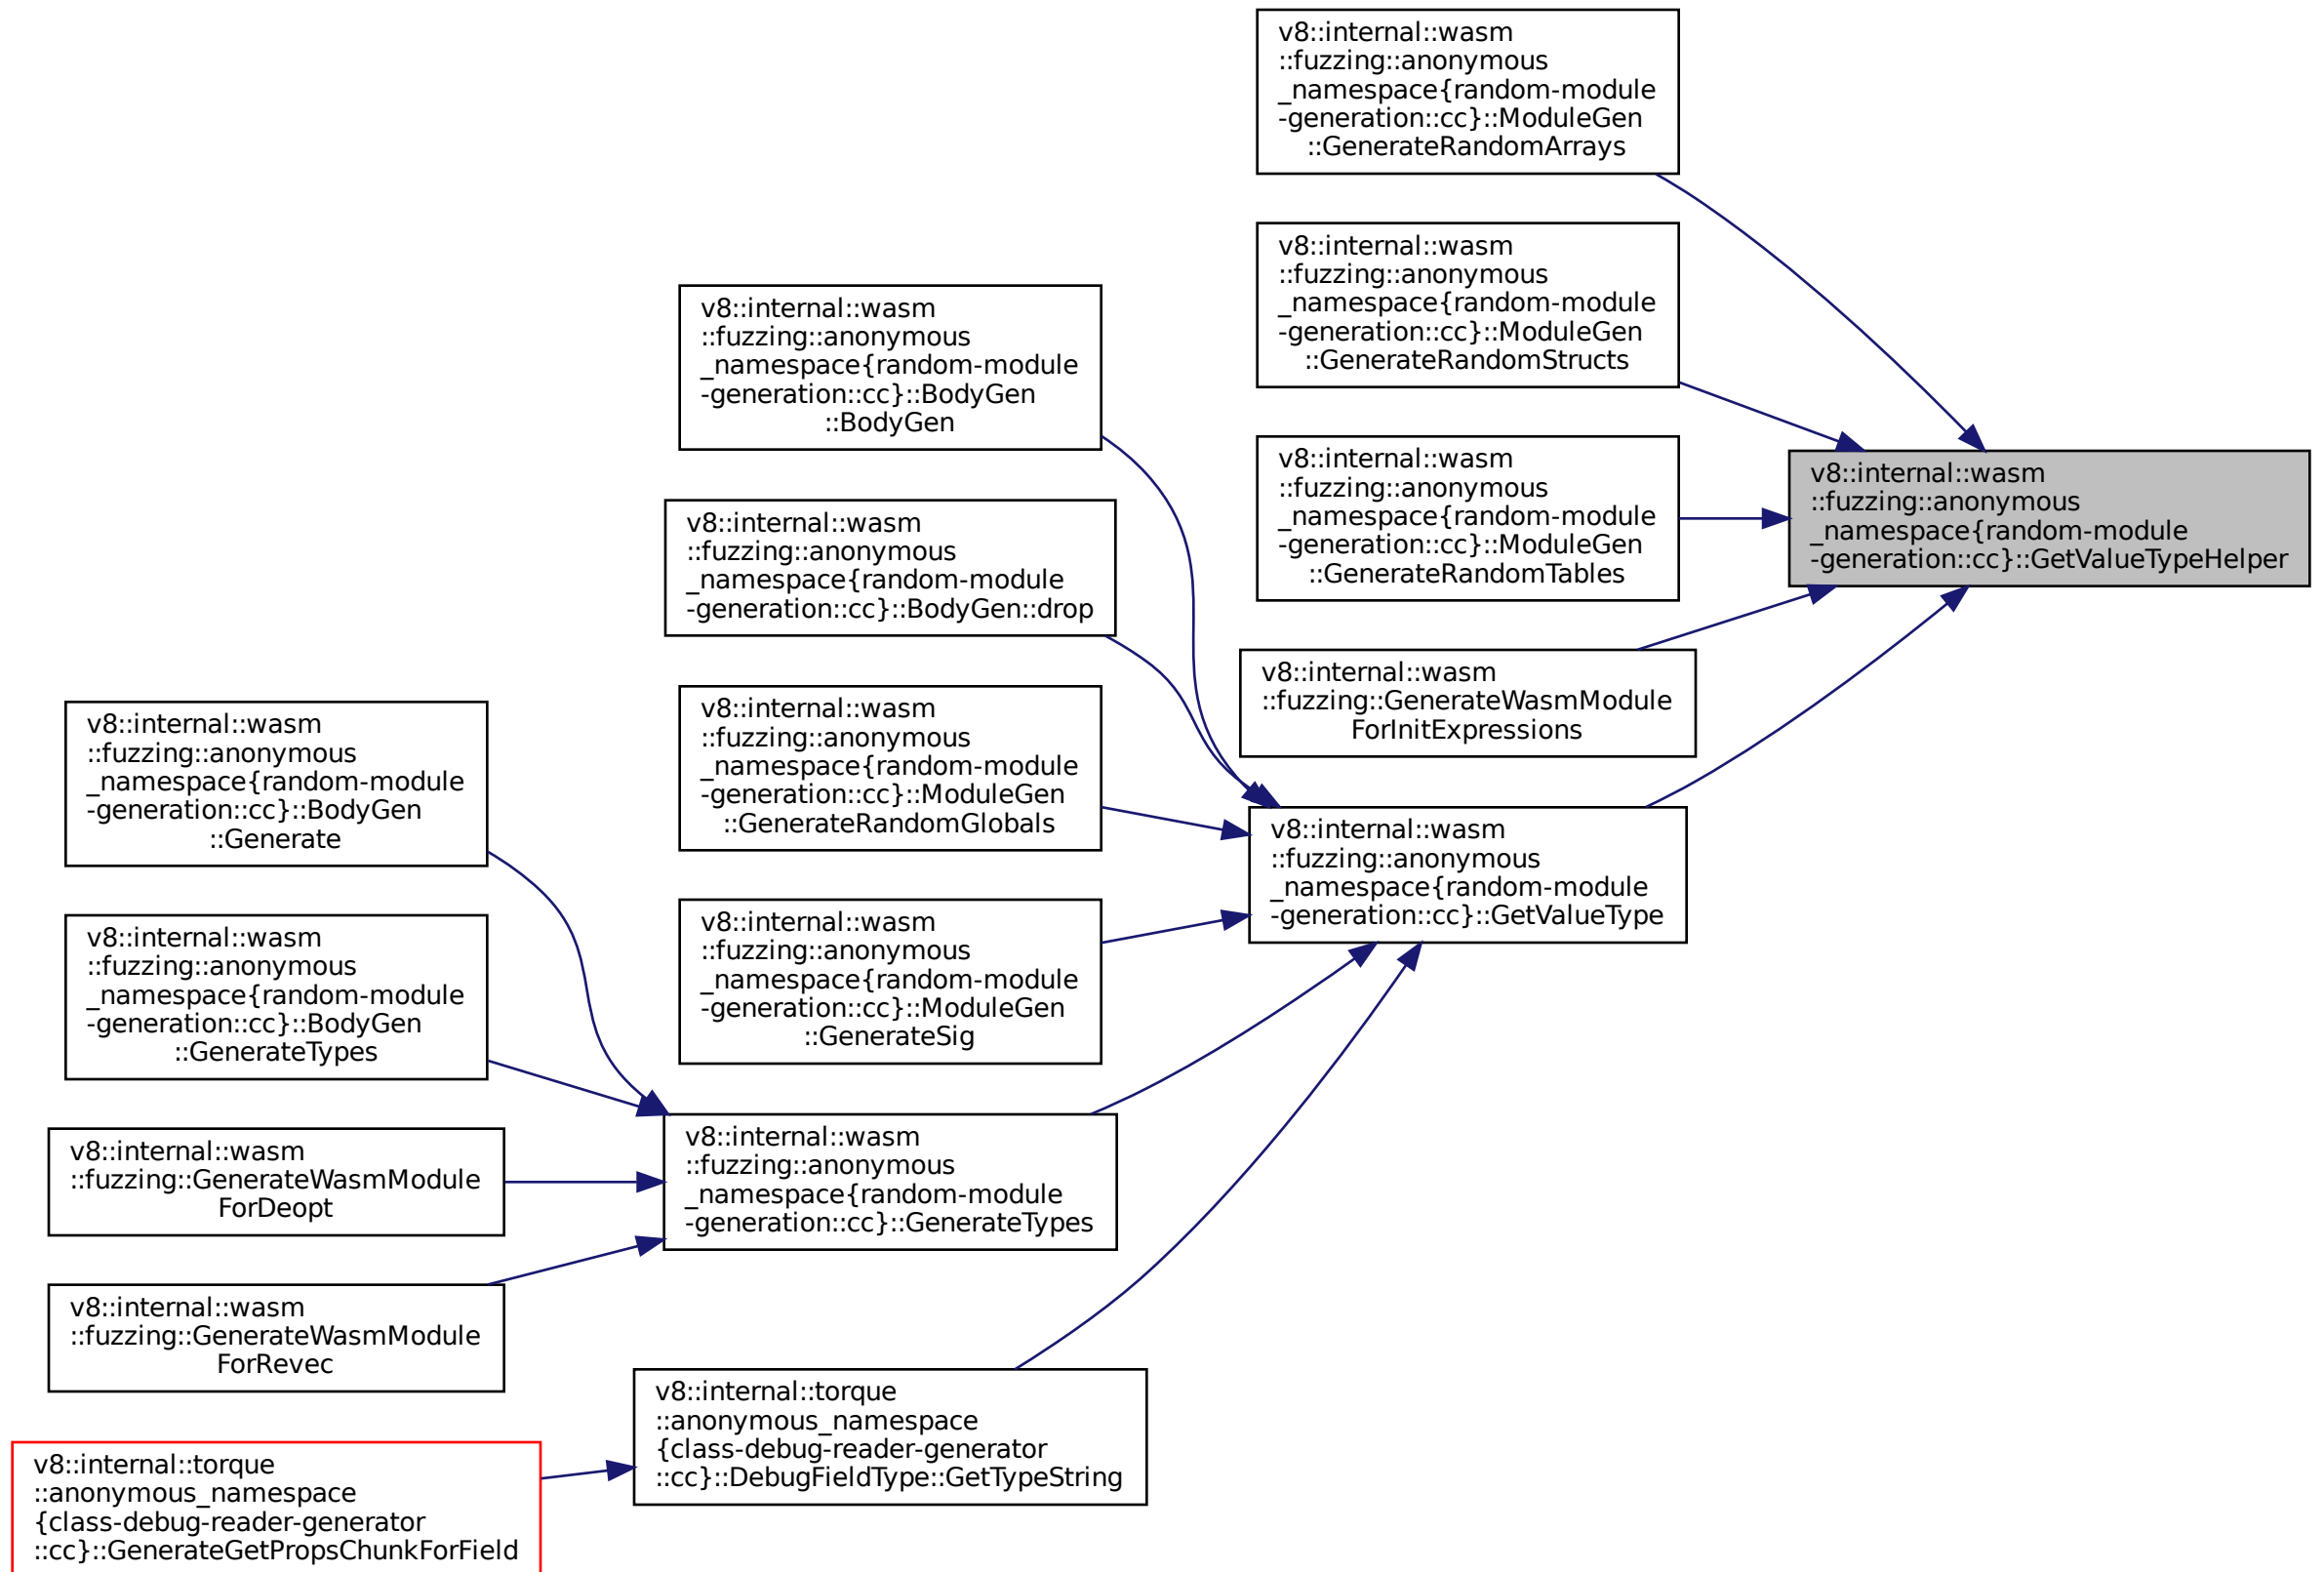 v8::internal::wasm
::fuzzing::anonymous
_namespace{random-module
-generation::cc}::ModuleGen
::GenerateRandomArrays
v8::internal::wasm
::fuzzing::anonymous
_namespace{random-module
-generation::cc}::ModuleGen
::GenerateRandomStructs
v8::internal::wasm
::fuzzing::anonymous
_namespace{random-module
-generation::cc}::BodyGen
::BodyGen
v8::internal::wasm
::fuzzing::anonymous
_namespace{random-module
-generation::cc}::ModuleGen
::GenerateRandomTables
v8::internal::wasm
::fuzzing::anonymous
_namespace{random-module
-generation::cc}::GetValueTypeHelper
v8::internal::wasm
::fuzzing::anonymous
_namespace{random-module
-generation::cc}::BodyGen::drop
v8::internal::wasm
::fuzzing::GenerateWasmModule
ForInitExpressions
v8::internal::wasm
::fuzzing::anonymous
_namespace{random-module
-generation::cc}::ModuleGen
::GenerateRandomGlobals
v8::internal::wasm
::fuzzing::anonymous
_namespace{random-module
-generation::cc}::BodyGen
::Generate
v8::internal::wasm
::fuzzing::anonymous
_namespace{random-module
-generation::cc}::GetValueType
v8::internal::wasm
::fuzzing::anonymous
_namespace{random-module
-generation::cc}::ModuleGen
::GenerateSig
v8::internal::wasm
::fuzzing::anonymous
_namespace{random-module
-generation::cc}::BodyGen
::GenerateTypes
v8::internal::wasm
::fuzzing::anonymous
_namespace{random-module
-generation::cc}::GenerateTypes
v8::internal::wasm
::fuzzing::GenerateWasmModule
ForDeopt
v8::internal::wasm
::fuzzing::GenerateWasmModule
ForRevec
v8::internal::torque
::anonymous_namespace
{class-debug-reader-generator
::cc}::DebugFieldType::GetTypeString
v8::internal::torque
::anonymous_namespace
{class-debug-reader-generator
::cc}::GenerateGetPropsChunkForField